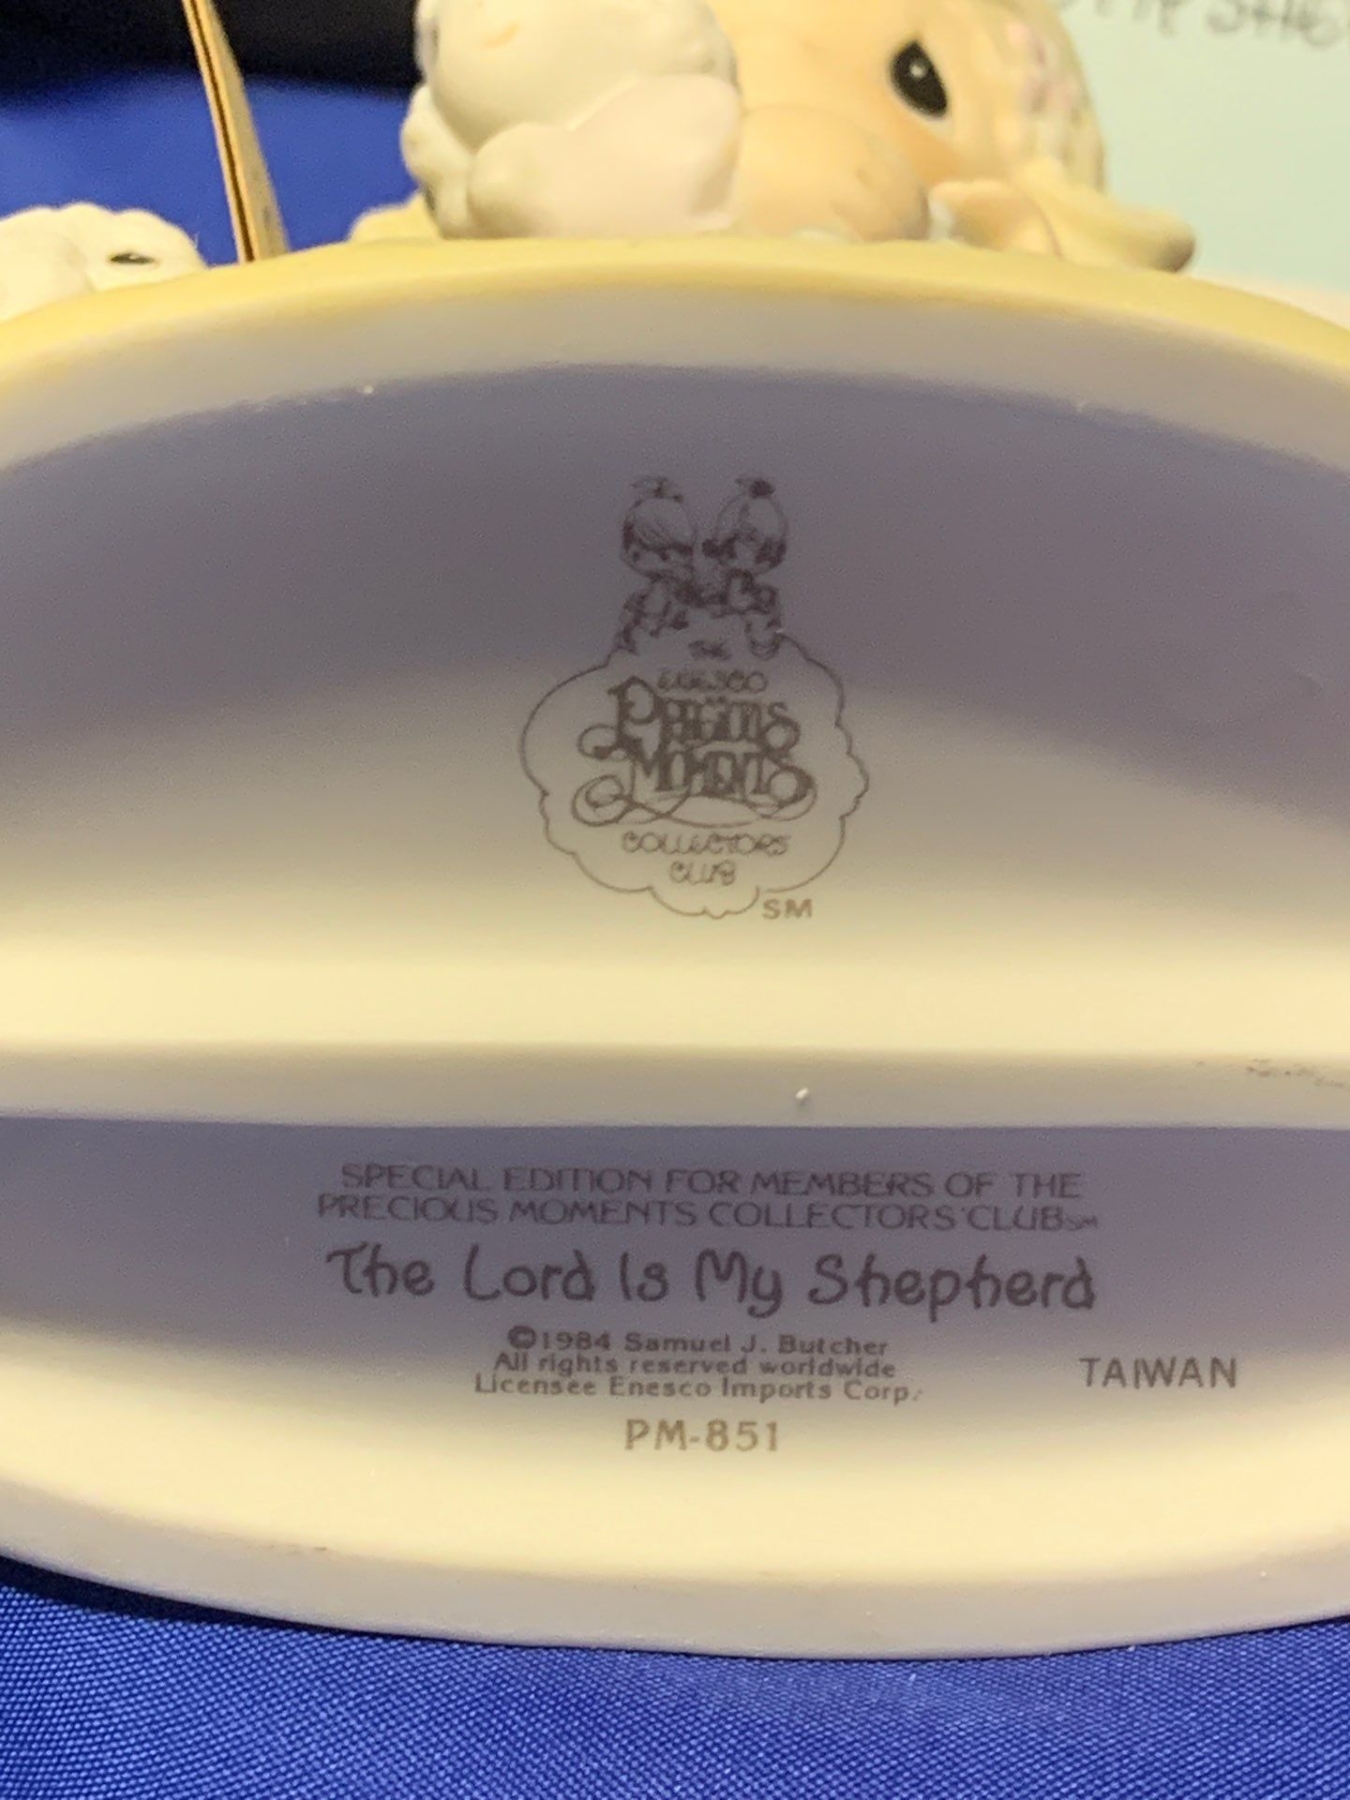 THE
ENESCO
PRECIOUS
MOMENTS
COLLECTORS'
CLUB
SM
SPECIAL EDITION FOR MEMBERS OF THE
PRECIOUS MOMENTS COLLECTORS' CLUB SM
The Lord Is My Shepherd
©1984 Samuel J. Butcher
All rights reserved worldwide
Licensee Enesco Imports Corp.
TAIWAN
PM-851